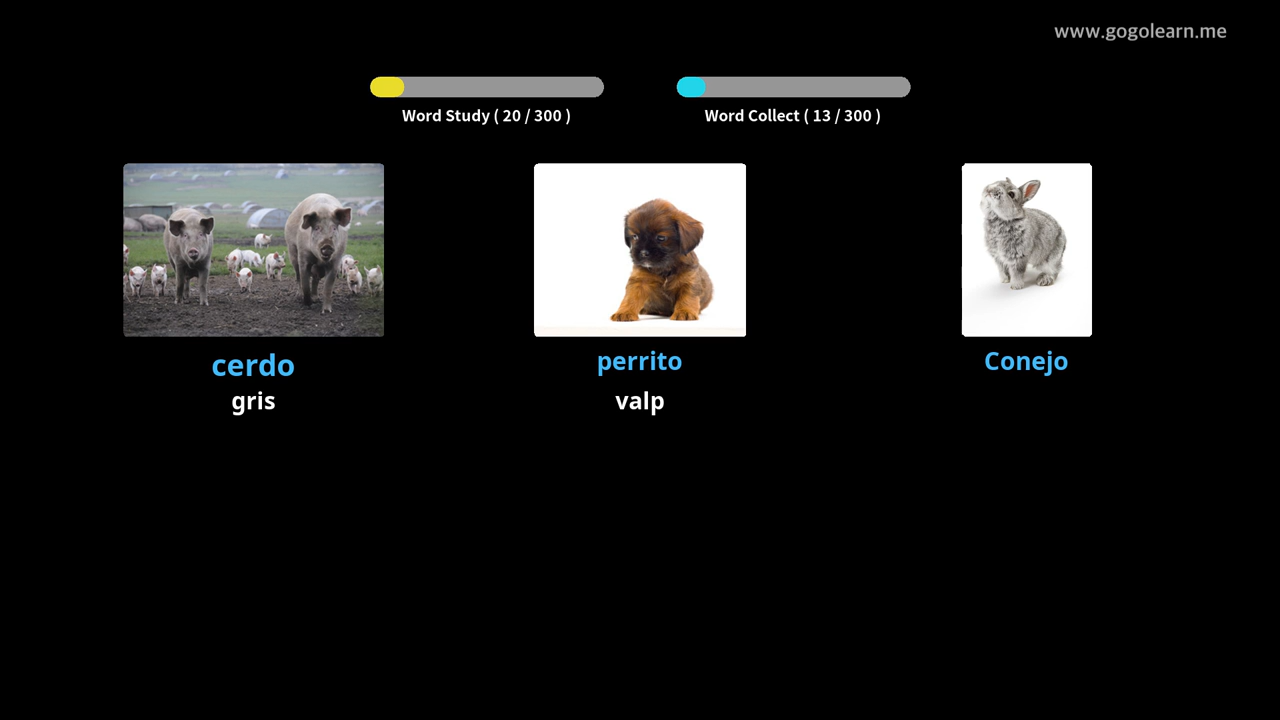 www.gogolearn.me
Word Study ( 20 / 300 )
Word Collect ( 13 / 300 )
cerdo
gris
perrito
valp
Conejo